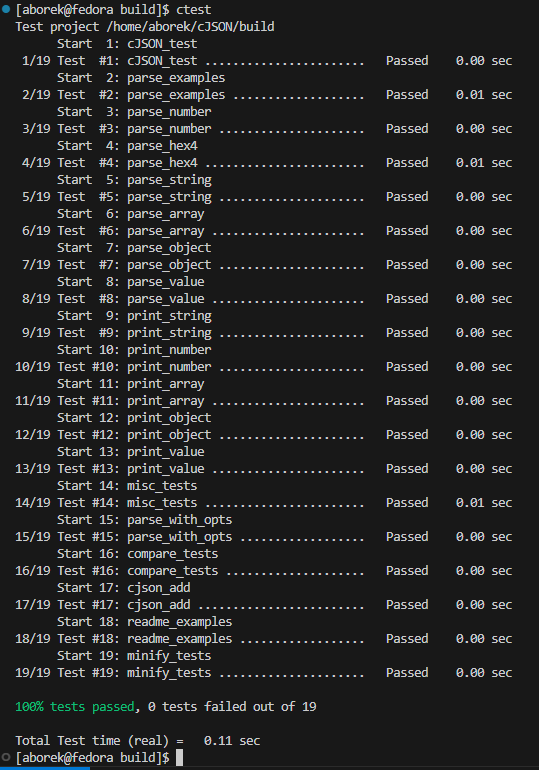 [aborek@fedora build]$ ctest
Test project /home/aborek/cJSON/build
      Start  1: cJSON_test
 1/19 Test  #1: cJSON_test .......................   Passed    0.00 sec
      Start  2: parse_examples
 2/19 Test  #2: parse_examples ...................   Passed    0.01 sec
      Start  3: parse_number
 3/19 Test  #3: parse_number .....................   Passed    0.00 sec
      Start  4: parse_hex4
 4/19 Test  #4: parse_hex4 .......................   Passed    0.01 sec
      Start  5: parse_string
 5/19 Test  #5: parse_string .....................   Passed    0.00 sec
      Start  6: parse_array
 6/19 Test  #6: parse_array ......................   Passed    0.00 sec
      Start  7: parse_object
 7/19 Test  #7: parse_object .....................   Passed    0.00 sec
      Start  8: parse_value
 8/19 Test  #8: parse_value ......................   Passed    0.00 sec
      Start  9: print_string
 9/19 Test  #9: print_string .....................   Passed    0.00 sec
      Start 10: print_number
10/19 Test #10: print_number .....................   Passed    0.00 sec
      Start 11: print_array
11/19 Test #11: print_array ......................   Passed    0.00 sec
      Start 12: print_object
12/19 Test #12: print_object .....................   Passed    0.00 sec
      Start 13: print_value
13/19 Test #13: print_value ......................   Passed    0.00 sec
      Start 14: misc_tests
14/19 Test #14: misc_tests .......................   Passed    0.01 sec
      Start 15: parse_with_opts
15/19 Test #15: parse_with_opts ..................   Passed    0.00 sec
      Start 16: compare_tests
16/19 Test #16: compare_tests ....................   Passed    0.00 sec
      Start 17: cjson_add
17/19 Test #17: cjson_add ........................   Passed    0.00 sec
      Start 18: readme_examples
18/19 Test #18: readme_examples ..................   Passed    0.00 sec
      Start 19: minify_tests
19/19 Test #19: minify_tests .....................   Passed    0.00 sec

100% tests passed, 0 tests failed out of 19

Total Test time (real) =   0.11 sec
[aborek@fedora build]$